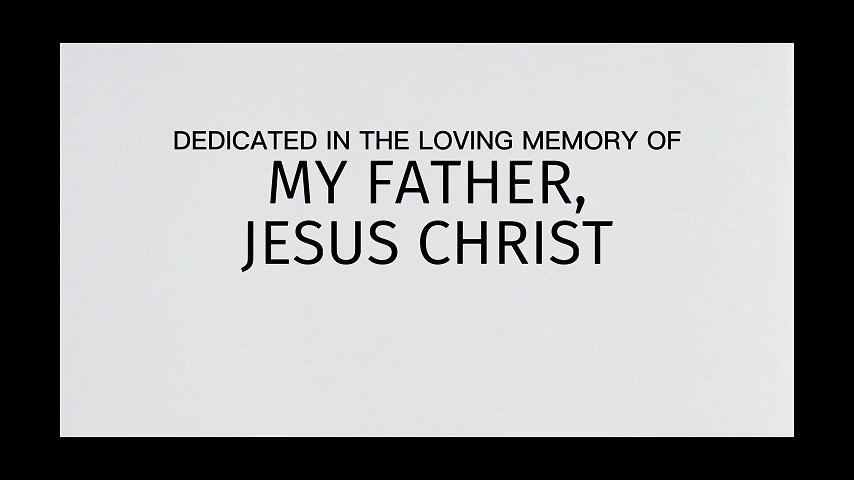 DEDICATED IN THE LOVING MEMORY OF
MY FATHER,
JESUS CHRIST